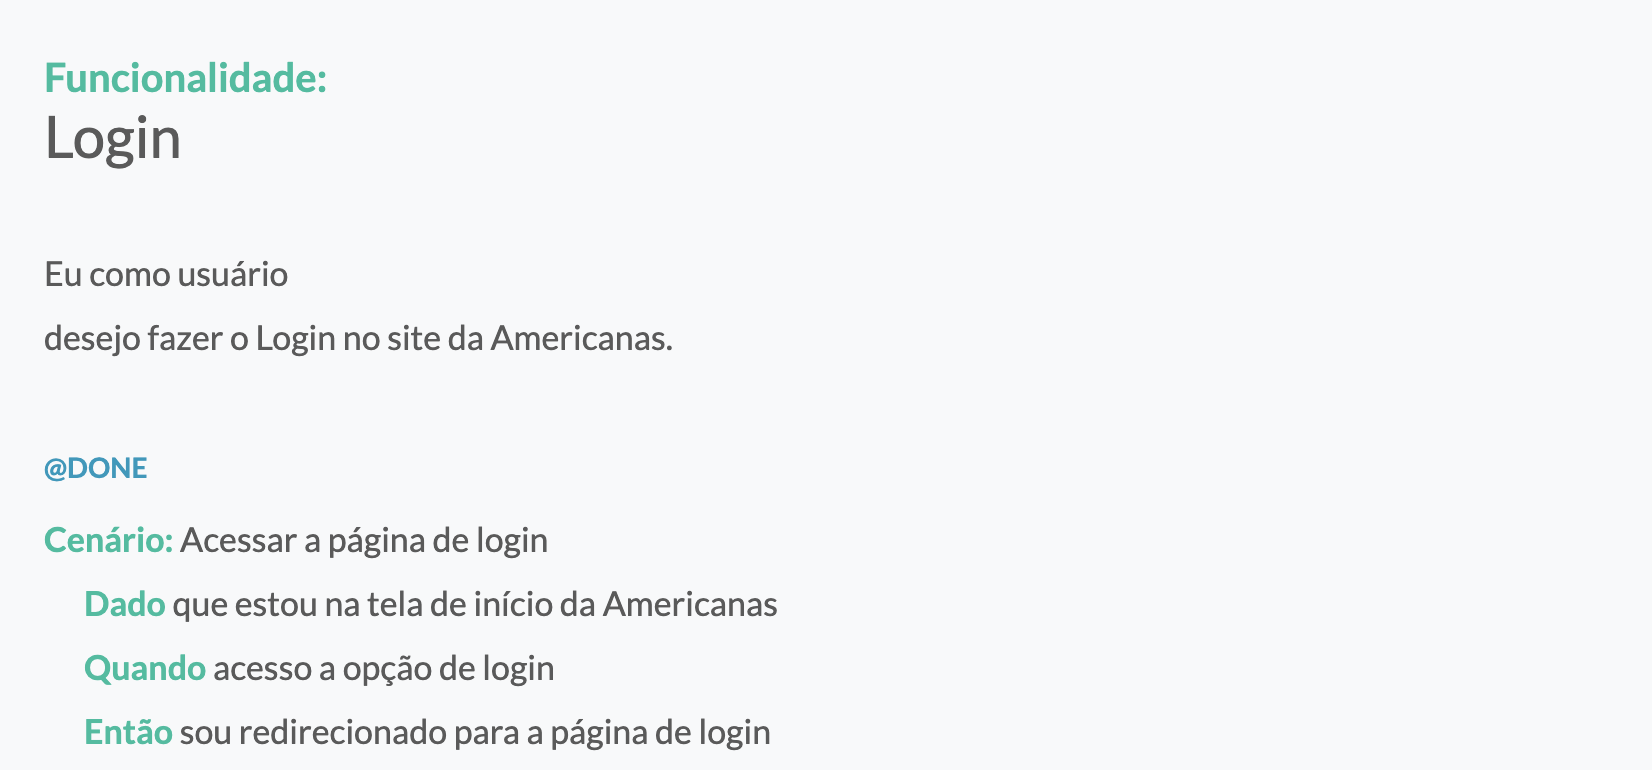 Funcionalidade:
Login
Eu como usuário
desejo fazer o Login no site da Americanas.
@DONE
Cenário: Acessar a página de login
Dado que estou na tela de início da Americanas
Quando acesso a opção de login
Então sou redirecionado para a página de login